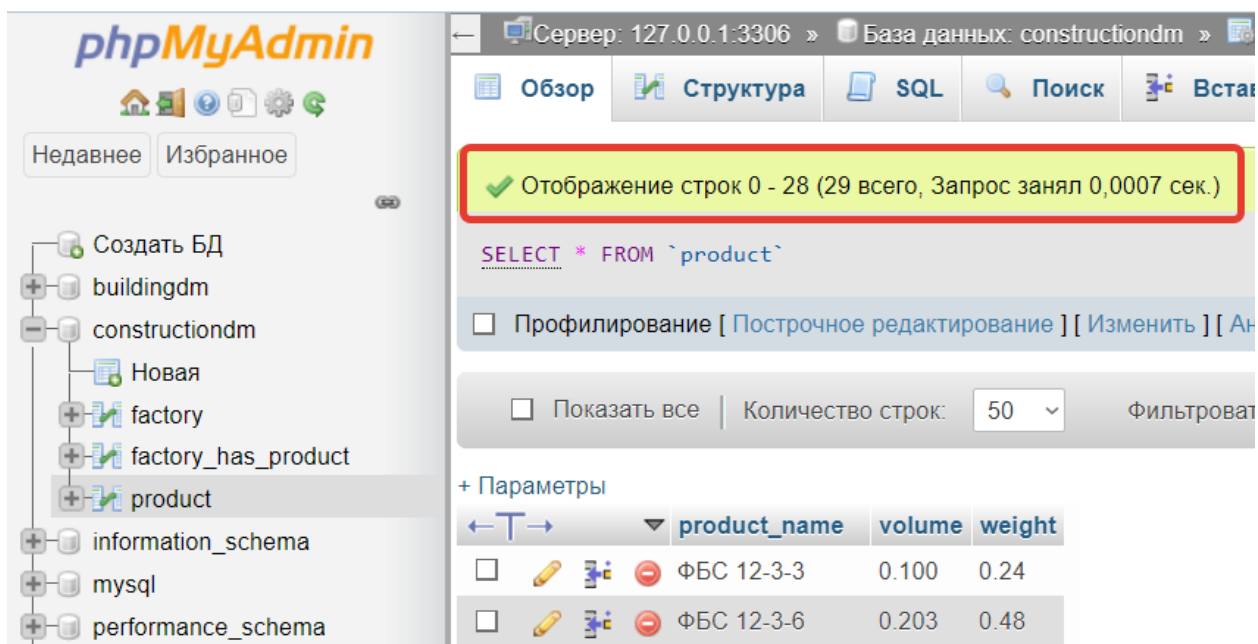 phpMyAdmin
Недавнее Избранное
Создать БД
buildingdm
constructiondm
Новая
factory
factory_has_product
product
information_schema
mysql
performance_schema
Сервер: 127.0.0.1:3306 » База данных: constructiondm »
Обзор Структура SQL Поиск Встав
Отображение строк 0 - 28 (29 всего, Запрос занял 0,0007 сек.)
SELECT * FROM `product`
Профилирование [ Построчное редактирование ] [ Изменить ] [ Ан
Показать все Количество строк: 50 Фильтроват
+ Параметры
←T→ product_name volume weight
ФБС 12-3-3 0.100 0.24
ФБС 12-3-6 0.203 0.48